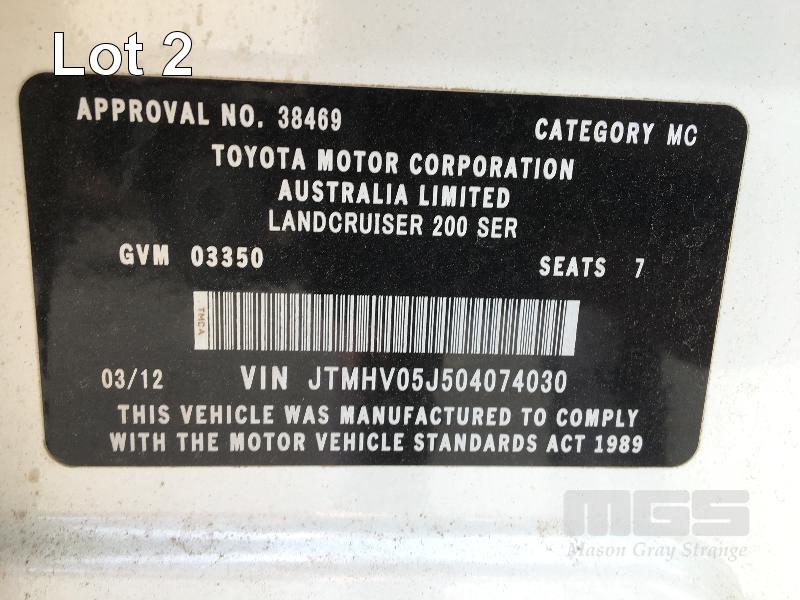 Lot 2
APPROVAL NO. 38469 CATEGORY MC
TOYOTA MOTOR CORPORATION
AUSTRALIA LIMITED
LANDCRUISER 200 SER
GVM 03350 SEATS 7
TMCA
03/12 VIN JTMHV05J504074030
THIS VEHICLE WAS MANUFACTURED TO COMPLY
WITH THE MOTOR VEHICLE STANDARDS ACT 1989
MGS
Mason Gray Strange